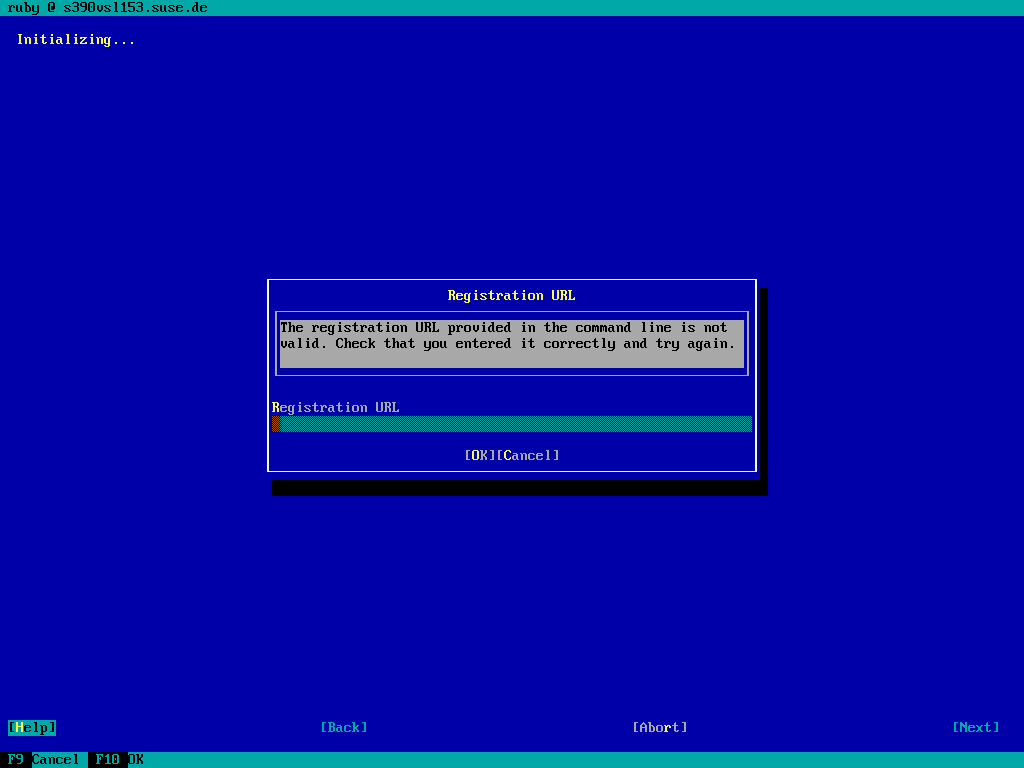 ruby @ s390vsl153.suse.de
Initializing...
Registration URL
The registration URL provided in the command line is not
valid. Check that you entered it correctly and try again.
Registration URL
[OK][Cancel]
[Help] [Back] [Abort] [Next]
F9 Cancel F10 OK